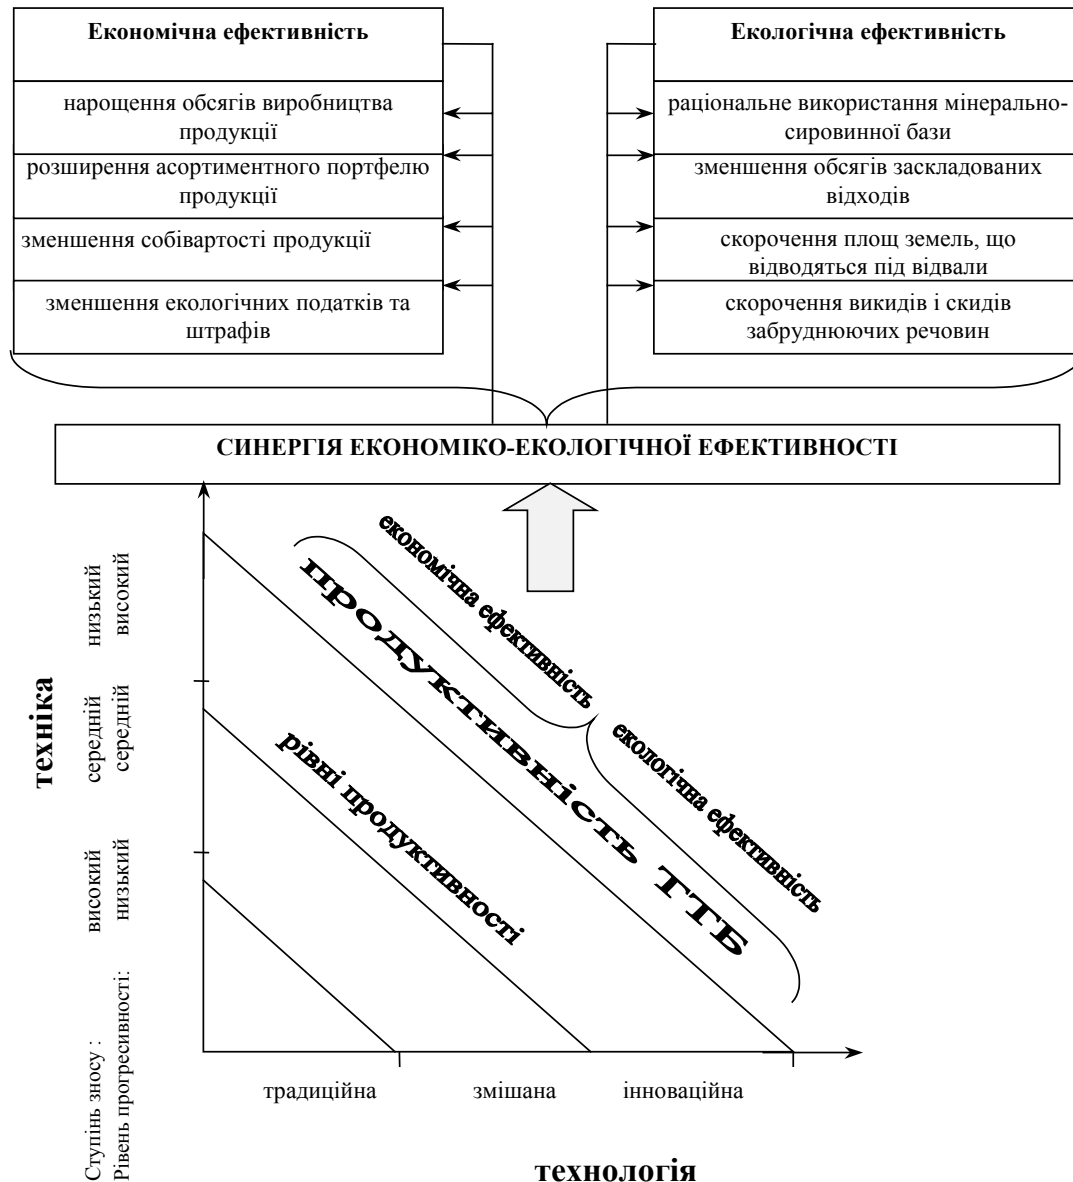 Економічна ефективність
нарощення обсягів виробництва
продукції
розширення асортиментного портфелю
продукції
зменшення собівартості продукції
зменшення екологічних податків та
штрафів
Екологічна ефективність
раціональне використання мінерально-
сировинної бази
зменшення обсягів заскладованих
відходів
скорочення площ земель, що
відводяться під відвали
скорочення викидів і скидів
забруднюючих речовин
СИНЕРГІЯ ЕКОНОМІКО-ЕКОЛОГІЧНОЇ ЕФЕКТИВНОСТІ
економічна ефективність
екологічна ефективність
продуктивність ТТБ
рівні продуктивності
техніка
Ступінь зносу :
високий
середній
низький
Рівень прогресивності:
низький
середній
високий
традиційна
змішана
інноваційна
технологія